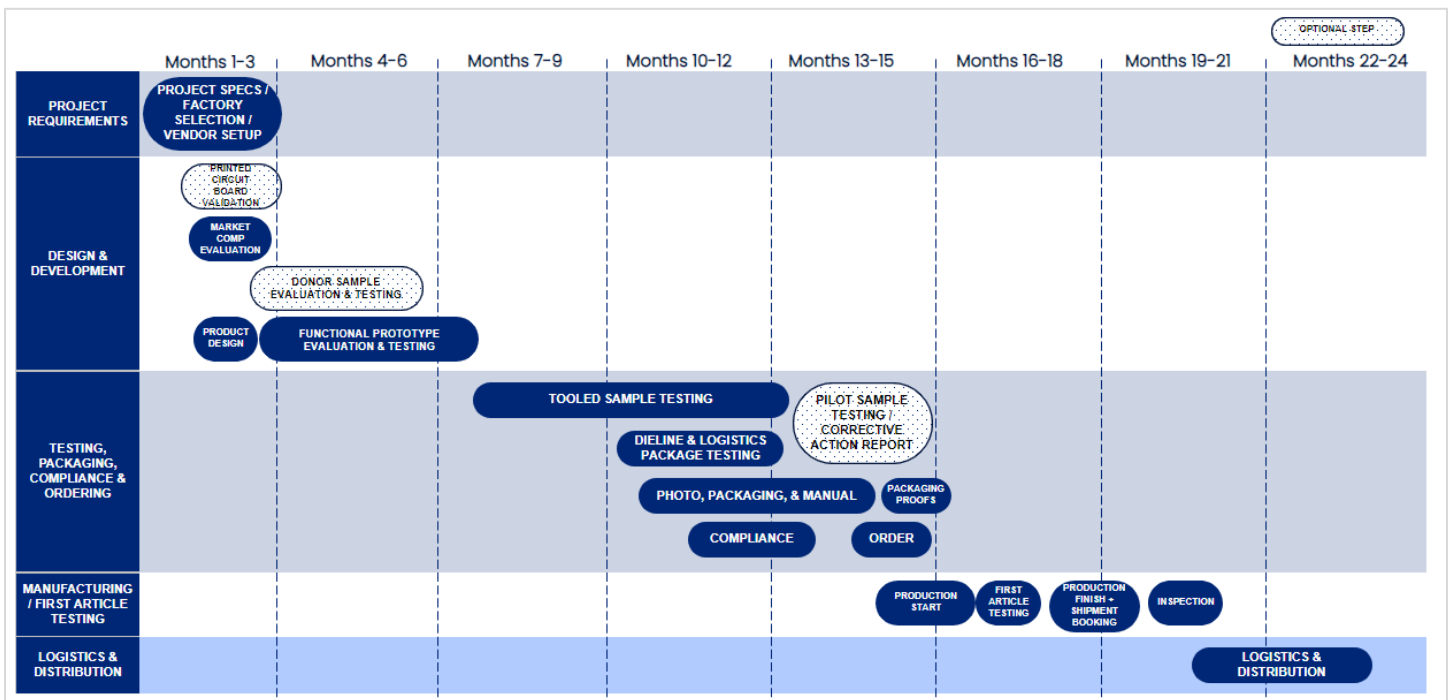 OPTIONAL STEP
Months 1-3
Months 4-6
Months 7-9
Months 10-12
Months 13-15
Months 16-18
Months 19-21
Months 22-24
PROJECT
REQUIREMENTS
PROJECT SPECS /
FACTORY
SELECTION /
VENDOR SETUP
DESIGN &
DEVELOPMENT
PRINTED
CIRCUIT
BOARD
VALIDATION
MARKET
COMP
EVALUATION
DONOR SAMPLE
EVALUATION & TESTING
PRODUCT
DESIGN
FUNCTIONAL PROTOTYPE
EVALUATION & TESTING
TESTING,
PACKAGING,
COMPLIANCE &
ORDERING
TOOLED SAMPLE TESTING
PILOT SAMPLE
TESTING /
CORRECTIVE
ACTION REPORT
DIELINE & LOGISTICS
PACKAGE TESTING
PHOTO, PACKAGING, & MANUAL
PACKAGING
PROOFS
COMPLIANCE
ORDER
MANUFACTURING
/ FIRST ARTICLE
TESTING
PRODUCTION
START
FIRST
ARTICLE
TESTING
PRODUCTION
FINISH +
SHIPMENT
BOOKING
INSPECTION
LOGISTICS &
DISTRIBUTION
LOGISTICS &
DISTRIBUTION